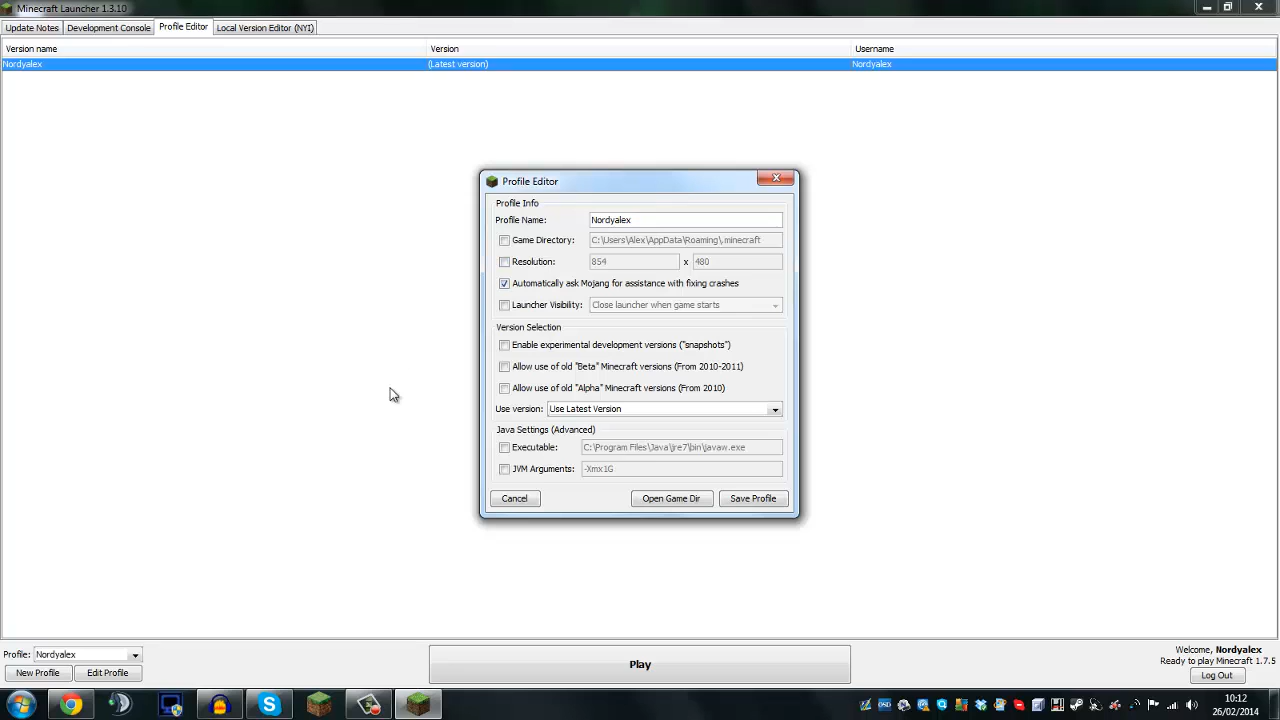 Minecraft Launcher 1.3.10
Update Notes Development Console Profile Editor Local Version Editor (NYI)
Version name Version Username
Nordyalex (Latest version) Nordyalex
Profile Editor
Profile Info
Profile Name: Nordyalex
Game Directory: C:\Users\Alex\AppData\Roaming\.minecraft
Resolution: 854 x 480
Automatically ask Mojang for assistance with fixing crashes
Launcher Visibility: Close launcher when game starts
Version Selection
Enable experimental development versions ("snapshots")
Allow use of old "Beta" Minecraft versions (From 2010-2011)
Allow use of old "Alpha" Minecraft versions (From 2010)
Use version: Use Latest Version
Java Settings (Advanced)
Executable: C:\Program Files\Java\jre7\bin\javaw.exe
JVM Arguments: -Xmx1G
Cancel Open Game Dir Save Profile
Profile: Nordyalex
New Profile Edit Profile
Play
Welcome, Nordyalex
Ready to play Minecraft 1.7.5
Log Out
10:12
26/02/2014